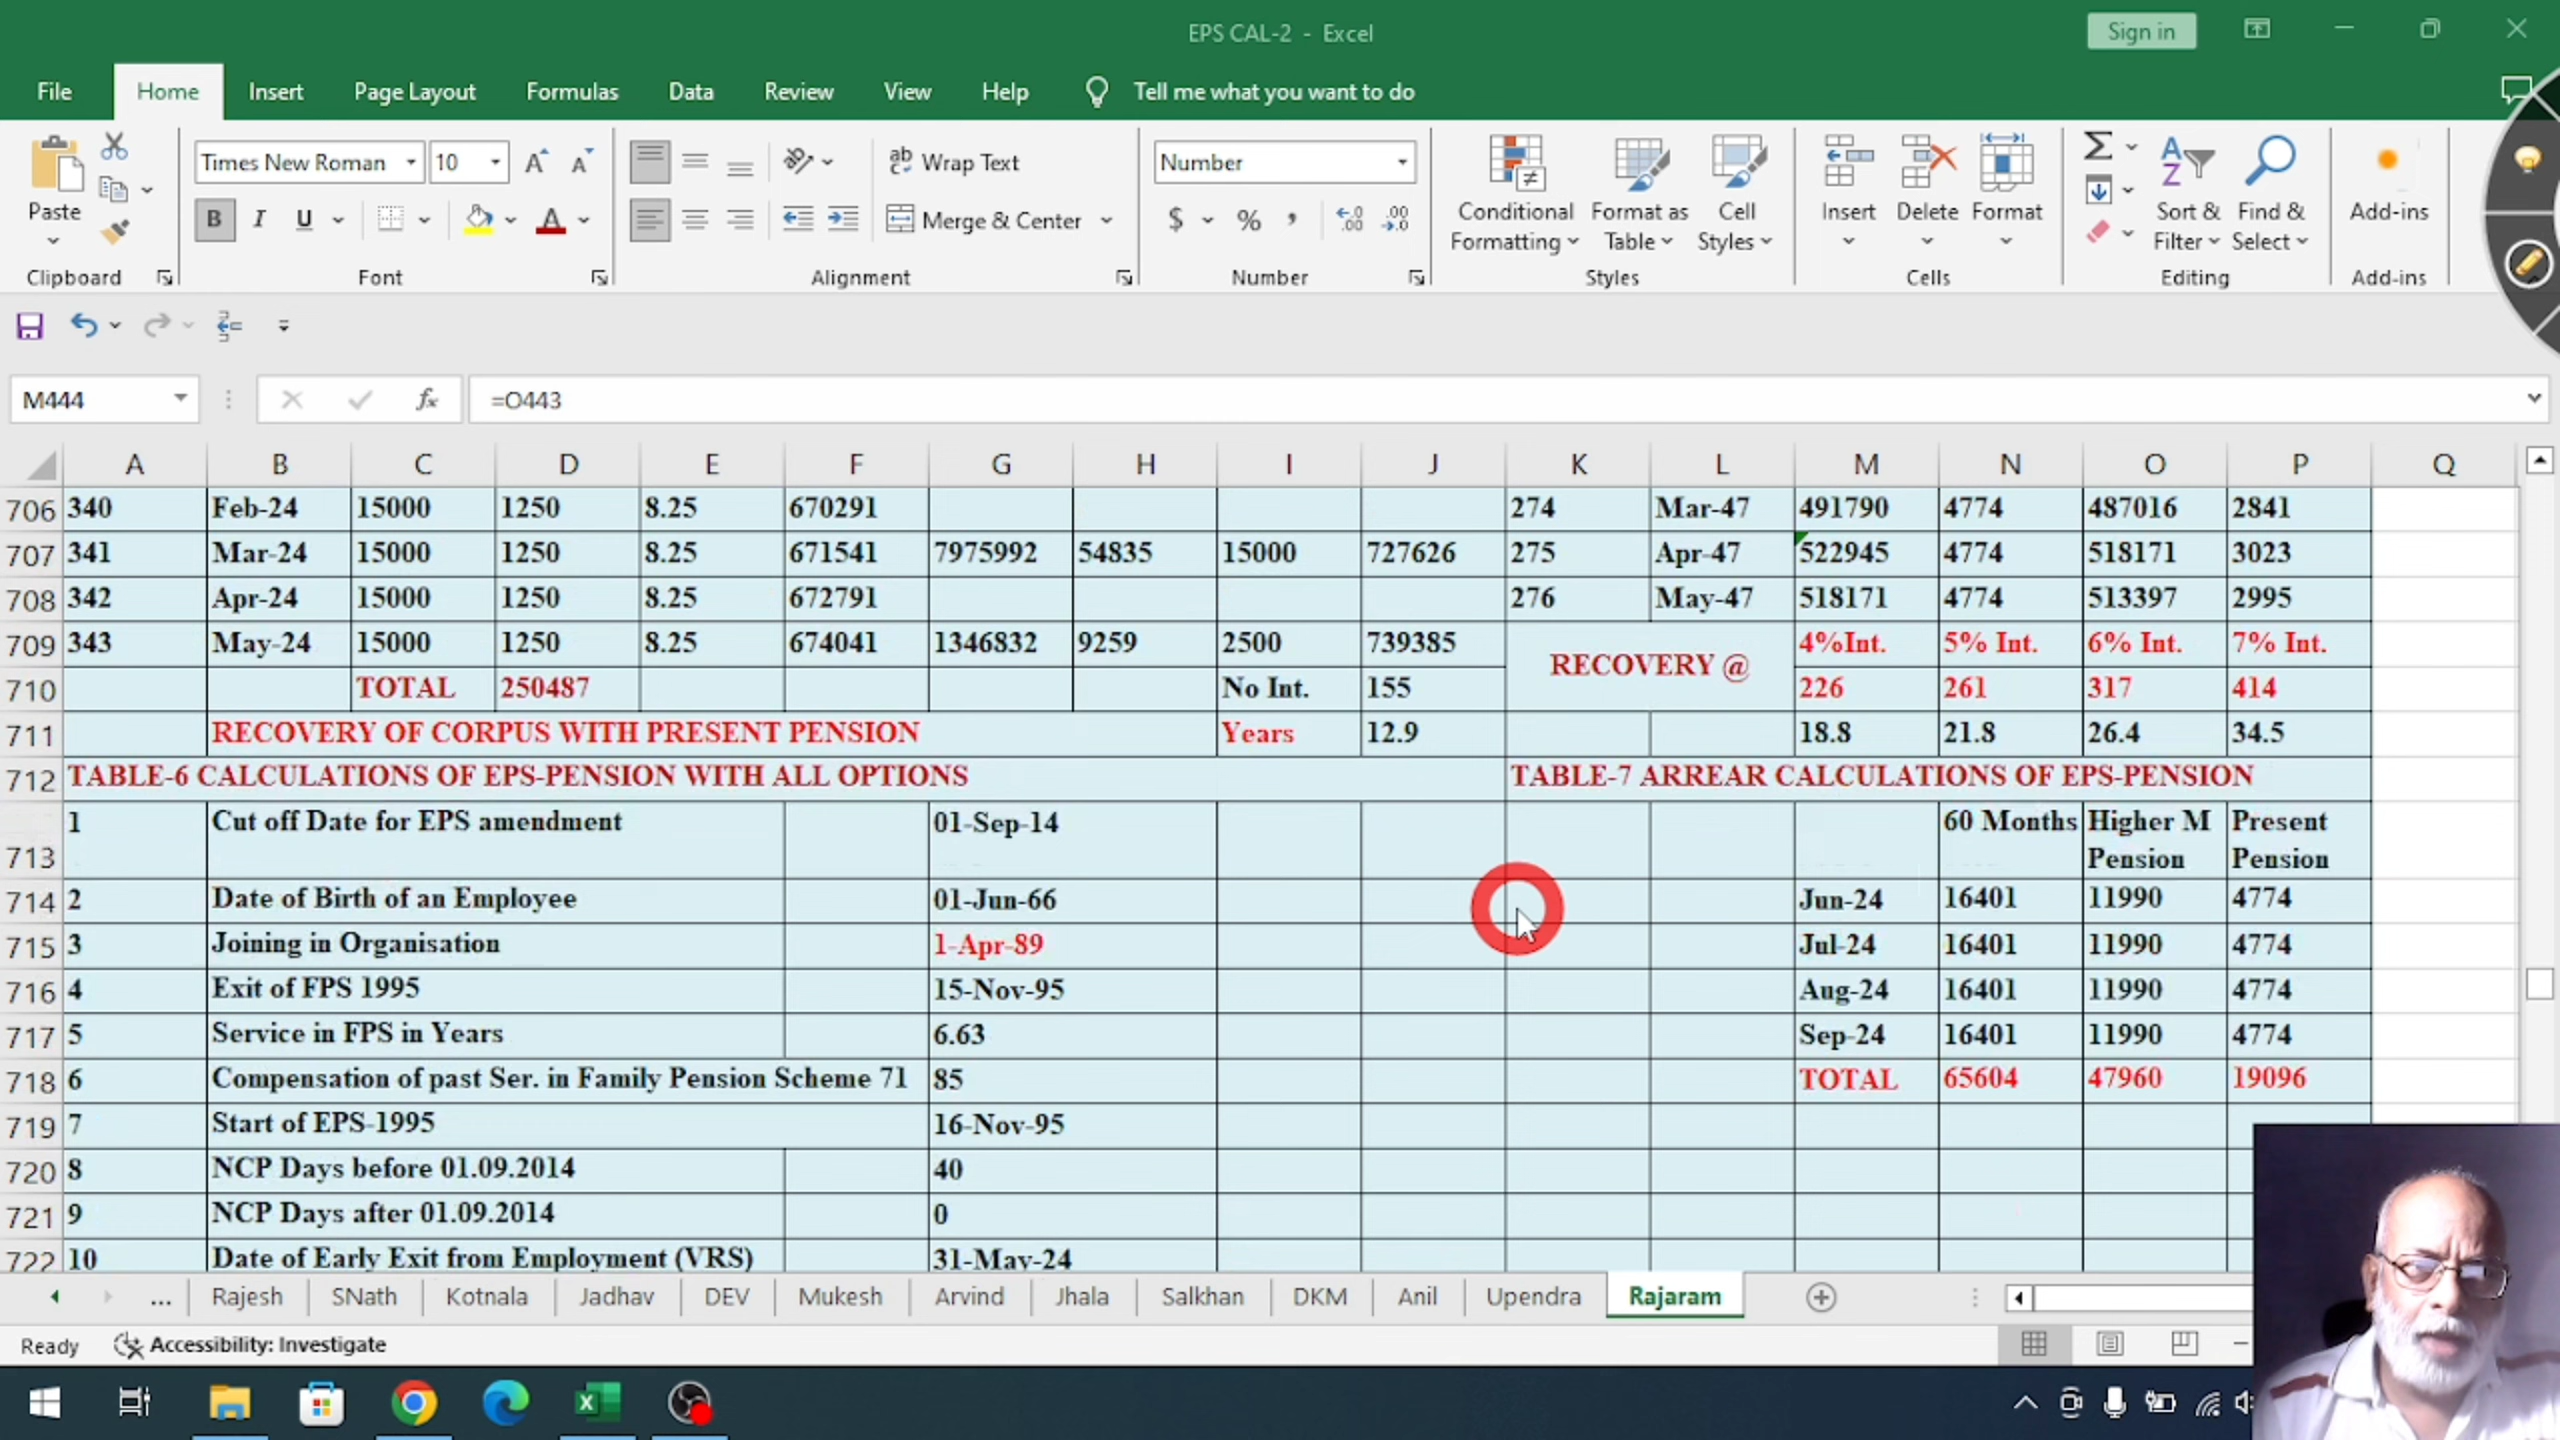 EPS CAL-2 - Excel
Sign in
File Home Insert Page Layout Formulas Data Review View Help Tell me what you want to do
Paste
Clipboard
Times New Roman 10
B I U
Font
Wrap Text
Merge & Center
Alignment
Number
$ % ,
Number
Conditional Formatting
Format as Table
Cell Styles
Styles
Insert
Delete
Format
Cells
Sort & Filter
Find & Select
Editing
Add-ins
Add-ins
M444 fx =O443
A B C D E F G H I J K L M N O P Q
706 340 Feb-24 15000 1250 8.25 670291 274 Mar-47 491790 4774 487016 2841
707 341 Mar-24 15000 1250 8.25 671541 7975992 54835 15000 727626 275 Apr-47 522945 4774 518171 3023
708 342 Apr-24 15000 1250 8.25 672791 276 May-47 518171 4774 513397 2995
709 343 May-24 15000 1250 8.25 674041 1346832 9259 2500 739385 RECOVERY @ 4%Int. 5% Int. 6% Int. 7% Int.
710 TOTAL 250487 No Int. 155 226 261 317 414
711 RECOVERY OF CORPUS WITH PRESENT PENSION Years 12.9 18.8 21.8 26.4 34.5
712 TABLE-6 CALCULATIONS OF EPS-PENSION WITH ALL OPTIONS TABLE-7 ARREAR CALCULATIONS OF EPS-PENSION
713 1 Cut off Date for EPS amendment 01-Sep-14 60 Months Higher M Pension Present Pension
714 2 Date of Birth of an Employee 01-Jun-66 Jun-24 16401 11990 4774
715 3 Joining in Organisation 1-Apr-89 Jul-24 16401 11990 4774
716 4 Exit of FPS 1995 15-Nov-95 Aug-24 16401 11990 4774
717 5 Service in FPS in Years 6.63 Sep-24 16401 11990 4774
718 6 Compensation of past Ser. in Family Pension Scheme 71 85 TOTAL 65604 47960 19096
719 7 Start of EPS-1995 16-Nov-95
720 8 NCP Days before 01.09.2014 40
721 9 NCP Days after 01.09.2014 0
722 10 Date of Early Exit from Employment (VRS) 31-May-24
... Rajesh SNath Kotnala Jadhav DEV Mukesh Arvind Jhala Salkhan DKM Anil Upendra Rajaram
Ready Accessibility: Investigate